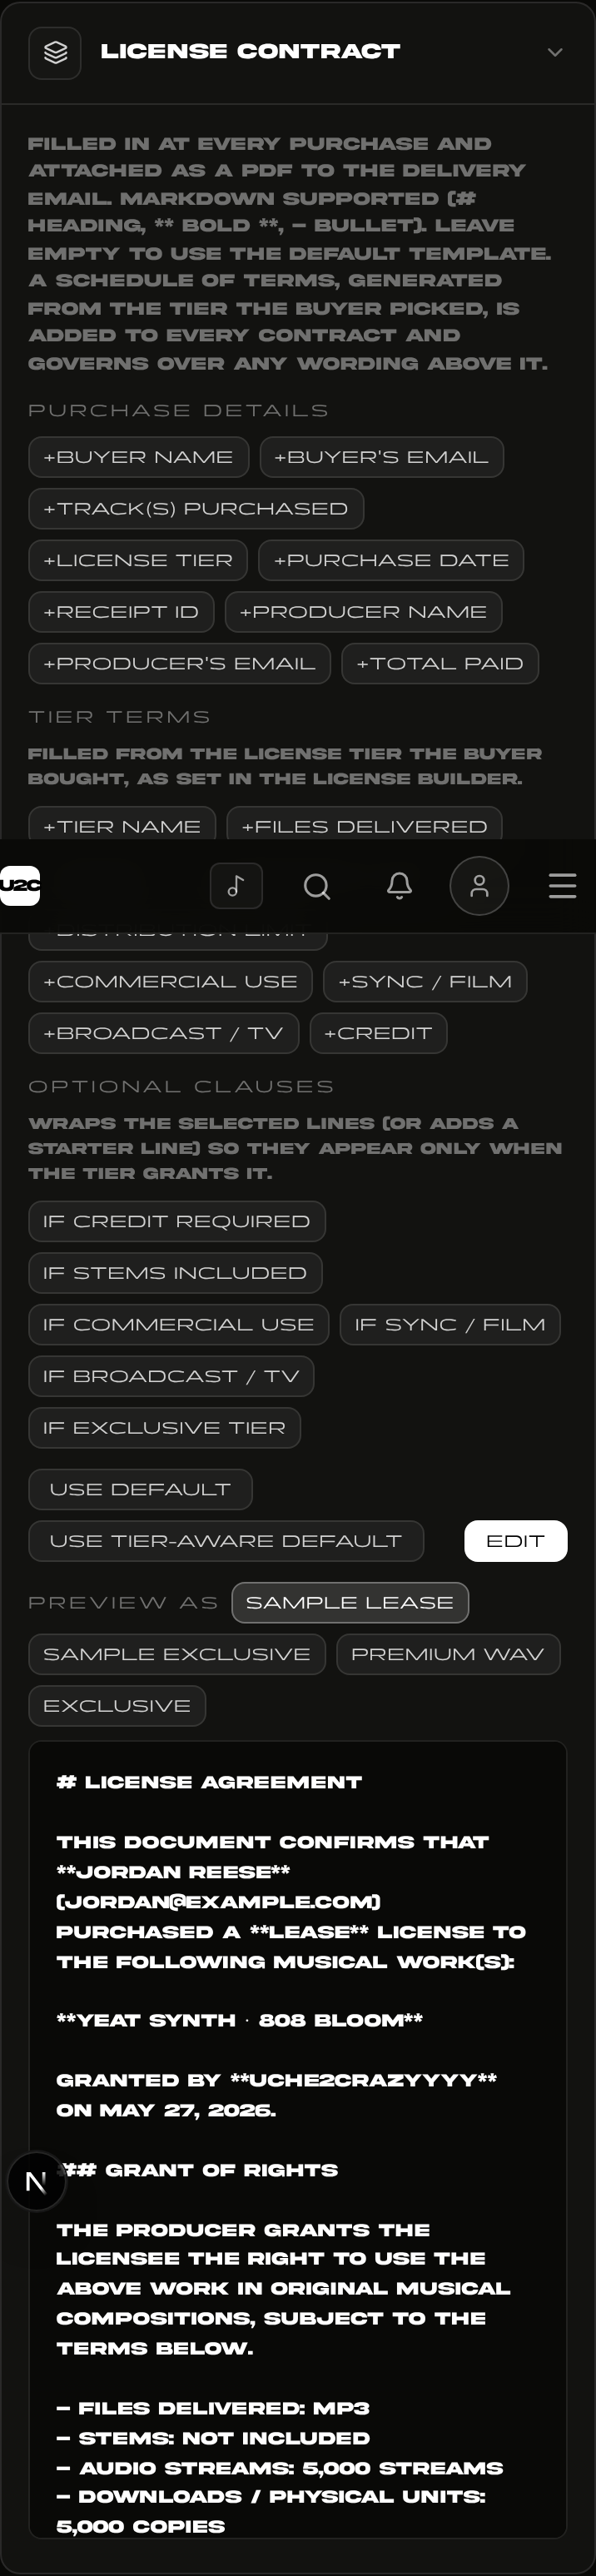 LICENSE CONTRACT
FILLED IN AT EVERY PURCHASE AND
ATTACHED AS A PDF TO THE DELIVERY
EMAIL. MARKDOWN SUPPORTED (#
HEADING, ** BOLD **, – BULLET). LEAVE
EMPTY TO USE THE DEFAULT TEMPLATE.
A SCHEDULE OF TERMS, GENERATED
FROM THE TIER THE BUYER PICKED, IS
ADDED TO EVERY CONTRACT AND
GOVERNS OVER ANY WORDING ABOVE IT.
PURCHASE DETAILS
+BUYER NAME +BUYER'S EMAIL
+TRACK(S) PURCHASED
+LICENSE TIER +PURCHASE DATE
+RECEIPT ID +PRODUCER NAME
+PRODUCER'S EMAIL +TOTAL PAID
TIER TERMS
FILLED FROM THE LICENSE TIER THE BUYER
BOUGHT, AS SET IN THE LICENSE BUILDER.
+TIER NAME +FILES DELIVERED
U2C
+DISTRIBUTION LIMIT
+COMMERCIAL USE +SYNC / FILM
+BROADCAST / TV +CREDIT
OPTIONAL CLAUSES
WRAPS THE SELECTED LINES (OR ADDS A
STARTER LINE) SO THEY APPEAR ONLY WHEN
THE TIER GRANTS IT.
IF CREDIT REQUIRED
IF STEMS INCLUDED
IF COMMERCIAL USE IF SYNC / FILM
IF BROADCAST / TV
IF EXCLUSIVE TIER
USE DEFAULT
USE TIER-AWARE DEFAULT EDIT
PREVIEW AS SAMPLE LEASE
SAMPLE EXCLUSIVE PREMIUM WAV
EXCLUSIVE
# LICENSE AGREEMENT
THIS DOCUMENT CONFIRMS THAT
**JORDAN REESE**
(JORDAN@EXAMPLE.COM)
PURCHASED A **LEASE** LICENSE TO
THE FOLLOWING MUSICAL WORK(S):
**YEAT SYNTH · 808 BLOOM**
GRANTED BY **UCHE2CRAZYYYY**
ON MAY 27, 2026.
N ## GRANT OF RIGHTS
THE PRODUCER GRANTS THE
LICENSEE THE RIGHT TO USE THE
ABOVE WORK IN ORIGINAL MUSICAL
COMPOSITIONS, SUBJECT TO THE
TERMS BELOW.
– FILES DELIVERED: MP3
– STEMS: NOT INCLUDED
– AUDIO STREAMS: 5,000 STREAMS
– DOWNLOADS / PHYSICAL UNITS:
5,000 COPIES